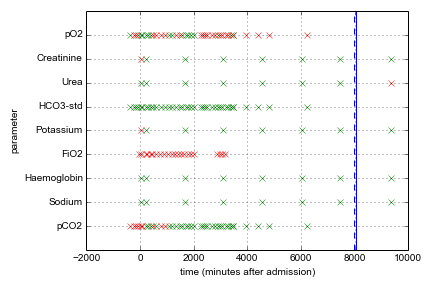 pO2
Creatinine
Urea
HCO3-std
Potassium
FiO2
Haemoglobin
Sodium
pCO2
parameter
−2000 0 2000 4000 6000 8000 10000
time (minutes after admission)